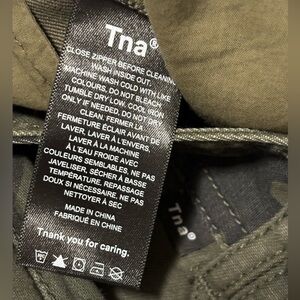 Tna®
CLOSE ZIPPER BEFORE CLEANING,
WASH INSIDE OUT,
MACHINE WASH COLD WITH LIKE
COLOURS, DO NOT BLEACH
TUMBLE DRY LOW. COOL IRON
ONLY IF NEEDED, DO NOT DRY
CLEAN. FERMER LA
FERMETURE ÉCLAIR AVANT DE
LAVER, LAVER À L'ENVERS,
LAVER À LA MACHINE
À L'EAU FROIDE AVEC
COULEURS SEMBLABLES, NE PAS
JAVELISER, SÉCHER À BASSE
TEMPÉRATURE, REPASSAGE
DOUX SI NÉCESSAIRE, NE PAS
NETTOYER À SEC
MADE IN CHINA
FABRIQUÉ EN CHINE
Thank you for caring.
Tna®